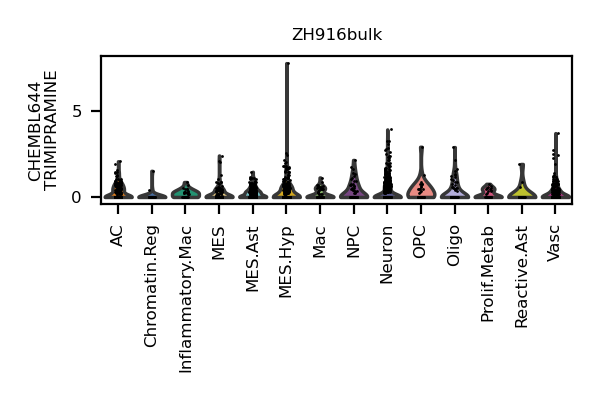 ZH916bulk
CHEMBL644
TRIMIPRAMINE
5
0
AC
Chromatin.Reg
Inflammatory.Mac
MES
MES.Ast
MES.Hyp
Mac
NPC
Neuron
OPC
Oligo
Prolif.Metab
Reactive.Ast
Vasc